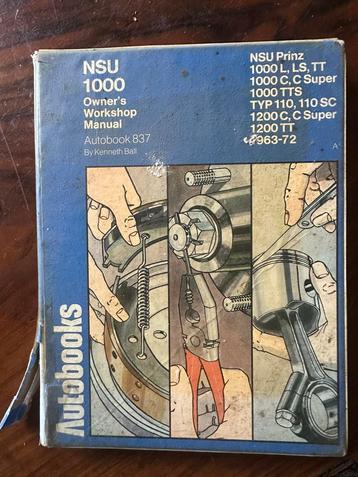 NSU
1000
Owner's
Workshop
Manual
Autobook 837
By Kenneth Ball
NSU Prinz
1000 L, LS, TT
1000 C, C Super
1000 TTS
TYP 110, 110 SC
1200 C, C Super
1200 TT
1963-72
A
Autobooks